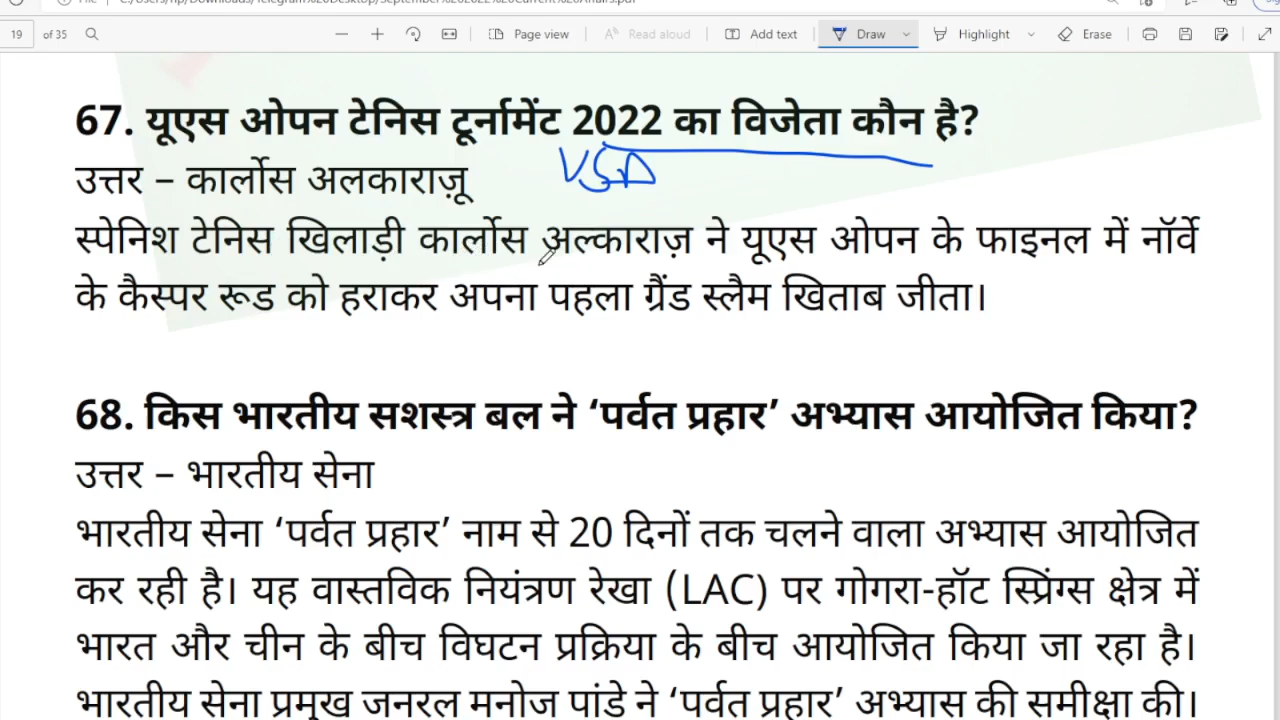 19 of 35 Page view Read aloud Add text Draw Highlight Erase
67. यूएस ओपन टेनिस टूर्नामेंट 2022 का विजेता कौन है?
USA
उत्तर – कार्लोस अलकाराज़ू
स्पेनिश टेनिस खिलाड़ी कार्लोस अल्काराज़ ने यूएस ओपन के फाइनल में नॉर्वे
के कैस्पर रूड को हराकर अपना पहला ग्रैंड स्लैम खिताब जीता।
68. किस भारतीय सशस्त्र बल ने ‘पर्वत प्रहार’ अभ्यास आयोजित किया?
उत्तर – भारतीय सेना
भारतीय सेना ‘पर्वत प्रहार’ नाम से 20 दिनों तक चलने वाला अभ्यास आयोजित
कर रही है। यह वास्तविक नियंत्रण रेखा (LAC) पर गोगरा-हॉट स्प्रिंग्स क्षेत्र में
भारत और चीन के बीच विघटन प्रक्रिया के बीच आयोजित किया जा रहा है।
भारतीय सेना प्रमुख जनरल मनोज पांडे ने ‘पर्वत प्रहार’ अभ्यास की समीक्षा की।